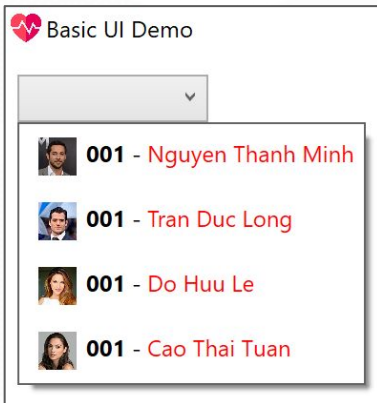 Basic UI Demo
001 - Nguyen Thanh Minh
001 - Tran Duc Long
001 - Do Huu Le
001 - Cao Thai Tuan